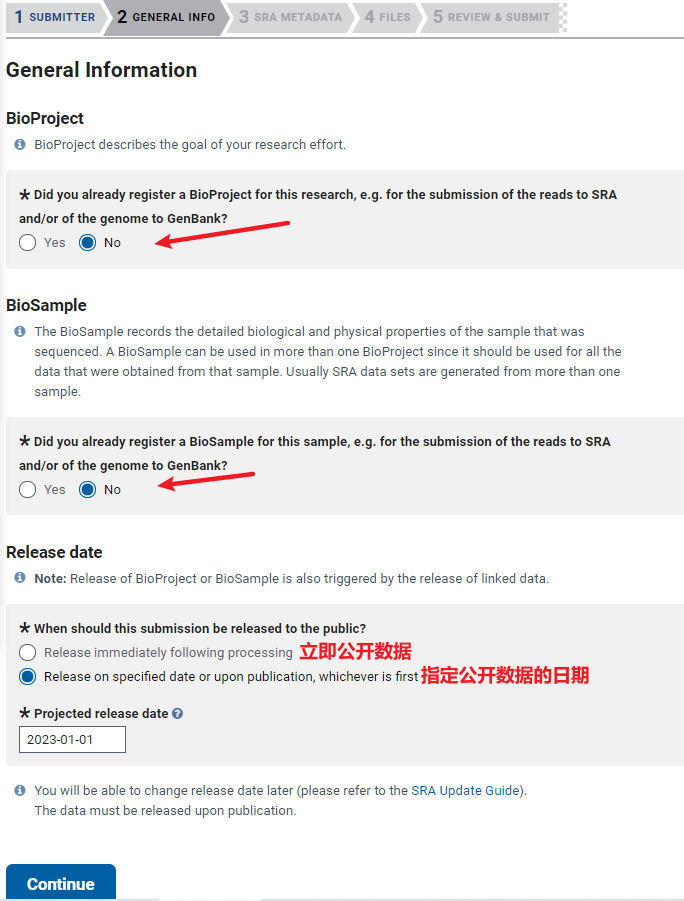 1 SUBMITTER 2 GENERAL INFO 3 SRA METADATA 4 FILES 5 REVIEW & SUBMIT
General Information
BioProject
BioProject describes the goal of your research effort.
* Did you already register a BioProject for this research, e.g. for the submission of the reads to SRA
and/or of the genome to GenBank?
Yes No
BioSample
The BioSample records the detailed biological and physical properties of the sample that was
sequenced. A BioSample can be used in more than one BioProject since it should be used for all the
data that were obtained from that sample. Usually SRA data sets are generated from more than one
sample.
* Did you already register a BioSample for this sample, e.g. for the submission of the reads to SRA
and/or of the genome to GenBank?
Yes No
Release date
Note: Release of BioProject or BioSample is also triggered by the release of linked data.
* When should this submission be released to the public?
Release immediately following processing 立即公开数据
Release on specified date or upon publication, whichever is first 指定公开数据的日期
* Projected release date
2023-01-01
You will be able to change release date later (please refer to the SRA Update Guide).
The data must be released upon publication.
Continue